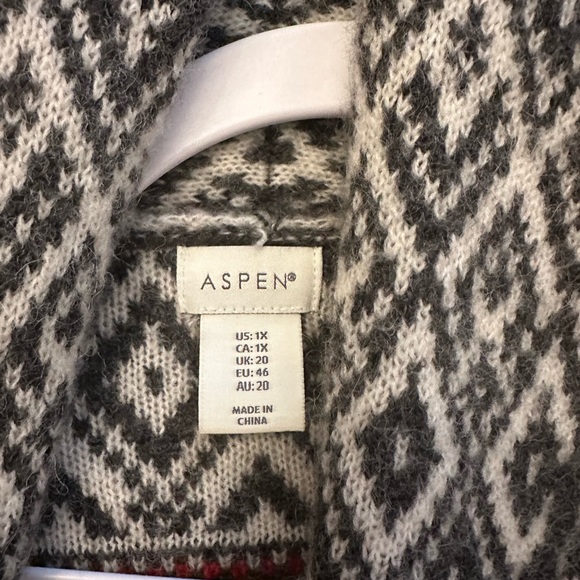 ASPEN®
US: 1X
CA: 1X
UK: 20
EU: 46
AU: 20
MADE IN
CHINA